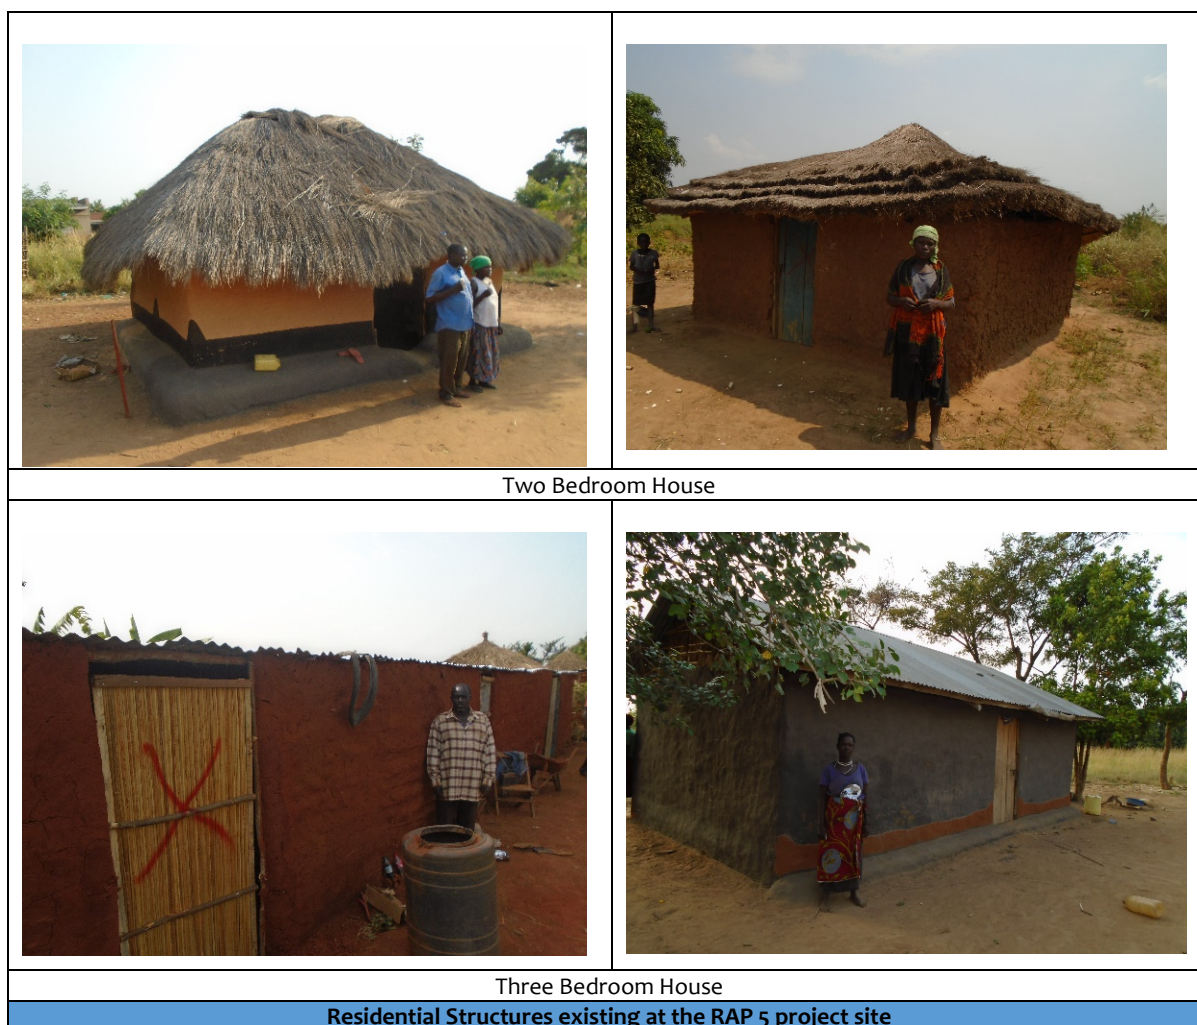 Two Bedroom House
Three Bedroom House
Residential Structures existing at the RAP 5 project site